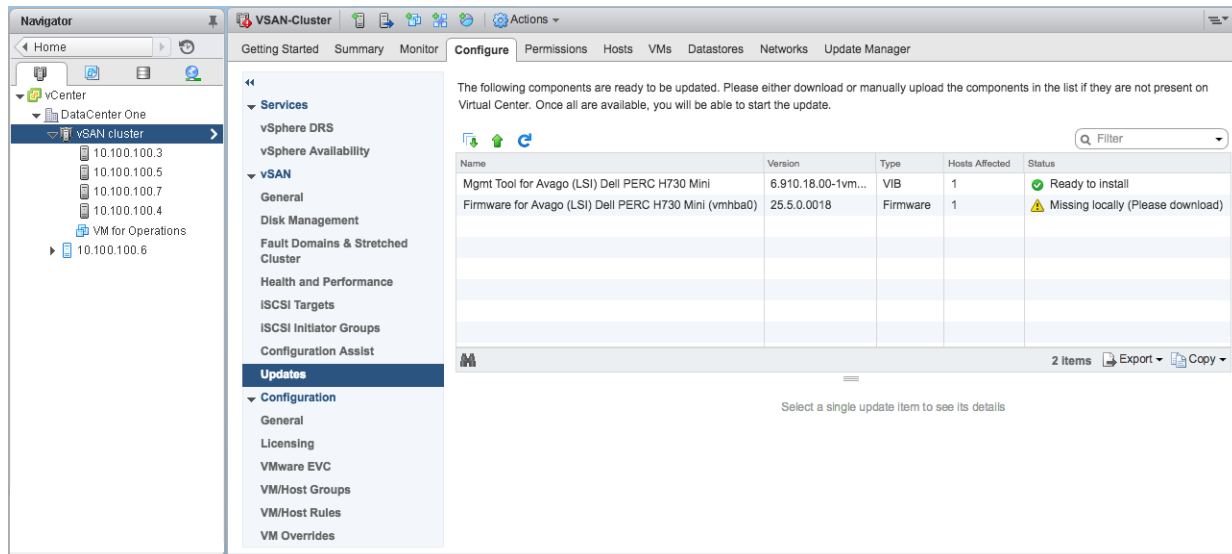 Navigator
Home
vCenter
DataCenter One
vSAN cluster
10.100.100.3
10.100.100.5
10.100.100.7
10.100.100.4
VM for Operations
10.100.100.6
VSAN-Cluster
Actions
Getting Started Summary Monitor Configure Permissions Hosts VMs Datastores Networks Update Manager
Services
vSphere DRS
vSphere Availability
vSAN
General
Disk Management
Fault Domains & Stretched
Cluster
Health and Performance
iSCSI Targets
iSCSI Initiator Groups
Configuration Assist
Updates
Configuration
General
Licensing
VMware EVC
VM/Host Groups
VM/Host Rules
VM Overrides
The following components are ready to be updated. Please either download or manually upload the components in the list if they are not present on
Virtual Center. Once all are available, you will be able to start the update.
Filter
Name Version Type Hosts Affected Status
Mgmt Tool for Avago (LSI) Dell PERC H730 Mini 6.910.18.00-1vm... VIB 1 Ready to install
Firmware for Avago (LSI) Dell PERC H730 Mini (vmhba0) 25.5.0.0018 Firmware 1 Missing locally (Please download)
2 items Export Copy
Select a single update item to see its details